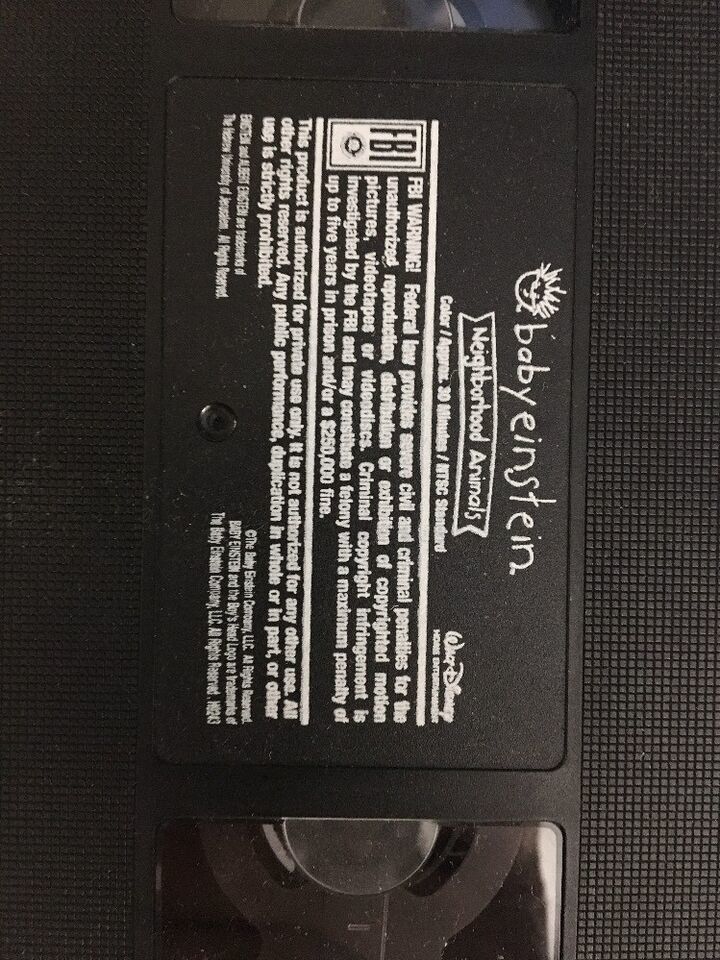 baby einstein
Neighborhood Animals
Color / Approx. 30 Minutes / NTSC Standard
WALT DISNEY
HOME ENTERTAINMENT
FBI
FBI WARNING! Federal law provides severe civil and criminal penalties for the
unauthorized reproduction, distribution or exhibition of copyrighted motion
pictures, videotapes or videodiscs. Criminal copyright infringement is
investigated by the FBI and may constitute a felony with a maximum penalty of
up to five years in prison and/or a $250,000 fine.
This product is authorized for private use only. It is not authorized for any other use. All
other rights reserved. Any public performance, duplication in whole or in part, or other
use is strictly prohibited.
EINSTEIN and ALBERT EINSTEIN are trademarks of
The Hebrew University of Jerusalem. All Rights Reserved.
©The Baby Einstein Company, LLC. All Rights Reserved.
BABY EINSTEIN and the Boy's Head Logo are trademarks of
The Baby Einstein Company, LLC. All Rights Reserved.